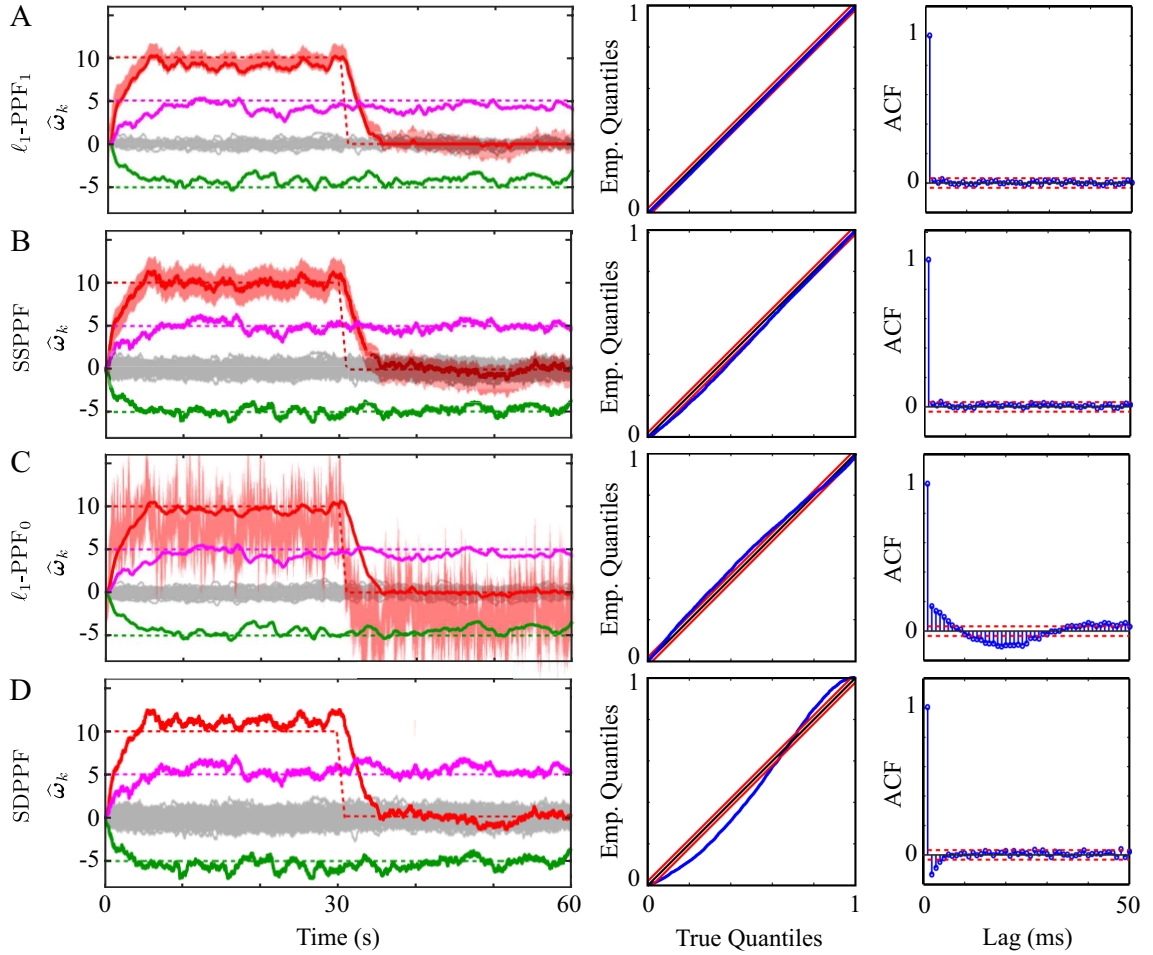 A
ℓ₁-PPF₁
ω̂ₖ
10
5
0
-5
Emp. Quantiles
1
0
ACF
1
0
B
SSPPF
ω̂ₖ
10
5
0
-5
Emp. Quantiles
1
0
ACF
1
0
C
ℓ₁-PPF₀
ω̂ₖ
10
5
0
-5
Emp. Quantiles
1
0
ACF
1
0
D
SDPPF
ω̂ₖ
10
5
0
-5
0 30 60
Time (s)
Emp. Quantiles
1
0
0 1
True Quantiles
ACF
1
0
0 50
Lag (ms)